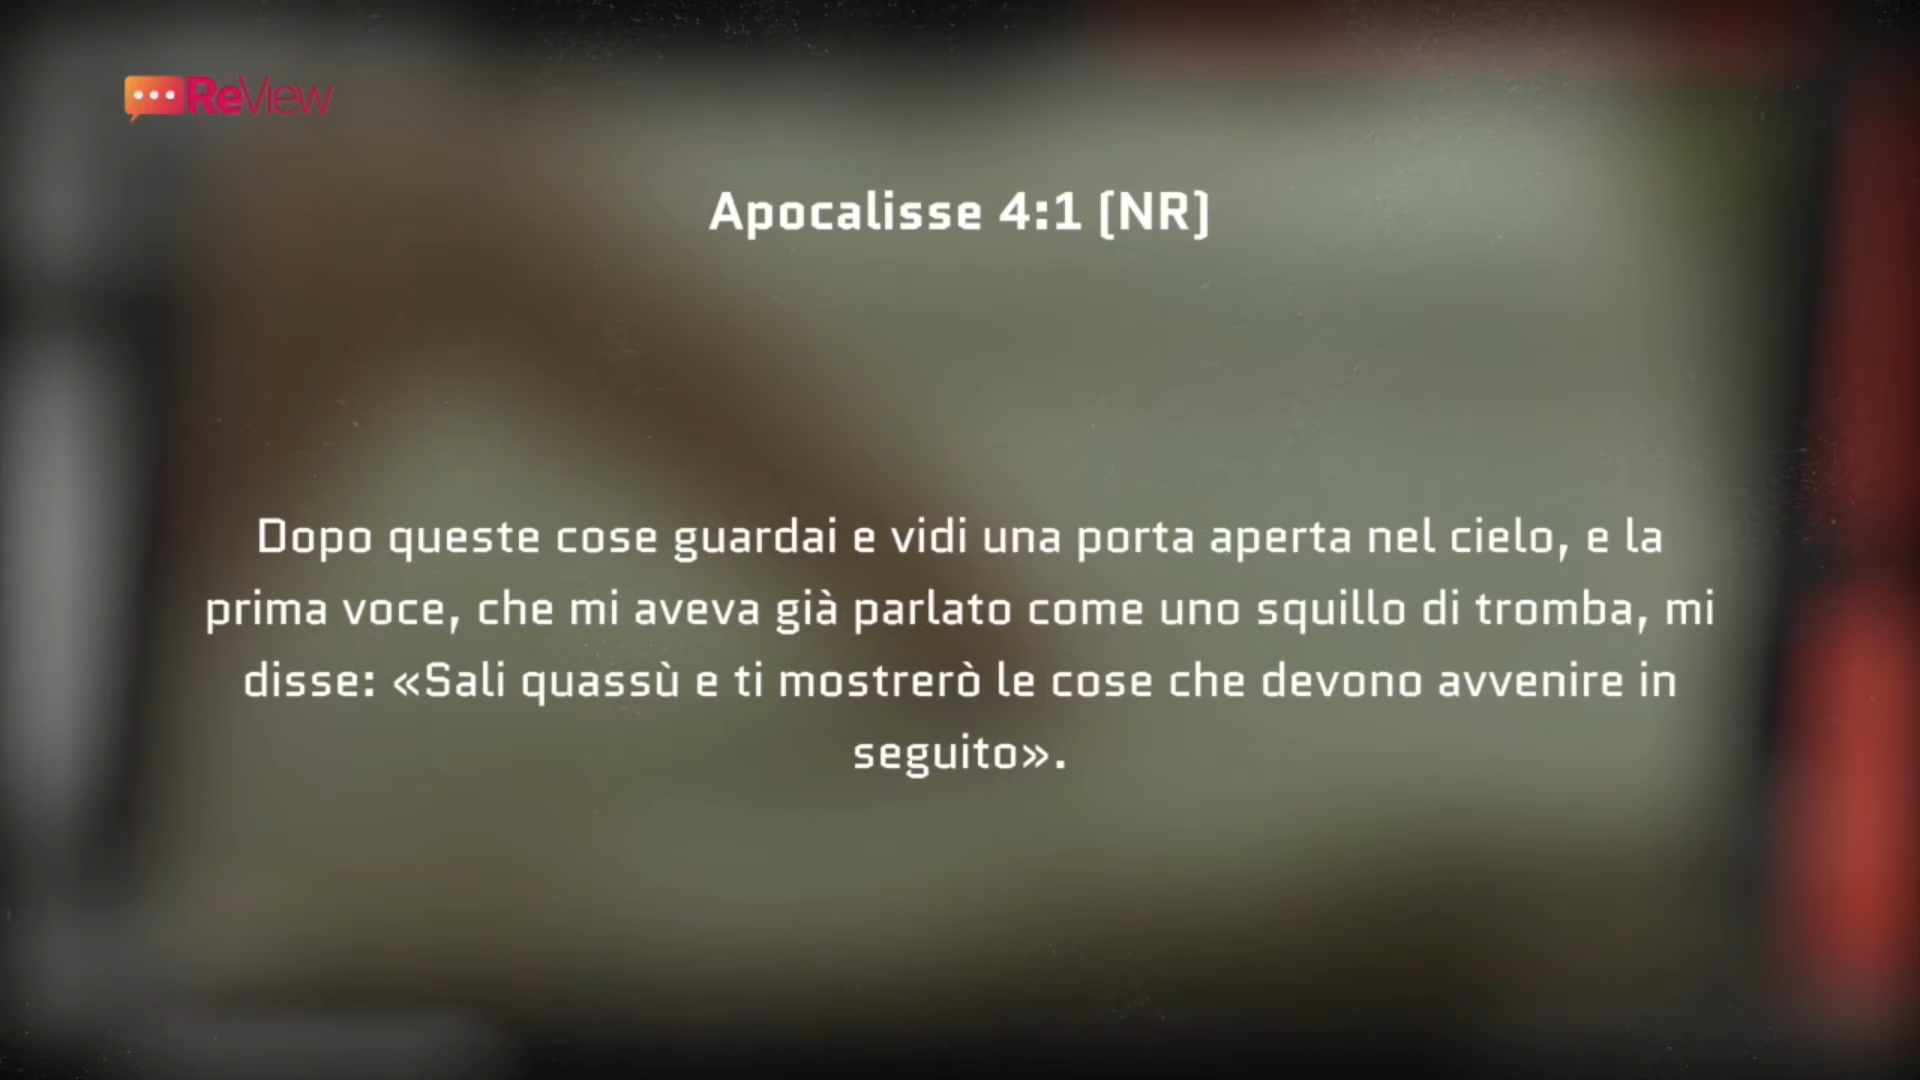 ReView
Apocalisse 4:1 (NR)
Dopo queste cose guardai e vidi una porta aperta nel cielo, e la
prima voce, che mi aveva già parlato come uno squillo di tromba, mi
disse: «Sali quassù e ti mostrerò le cose che devono avvenire in
seguito».